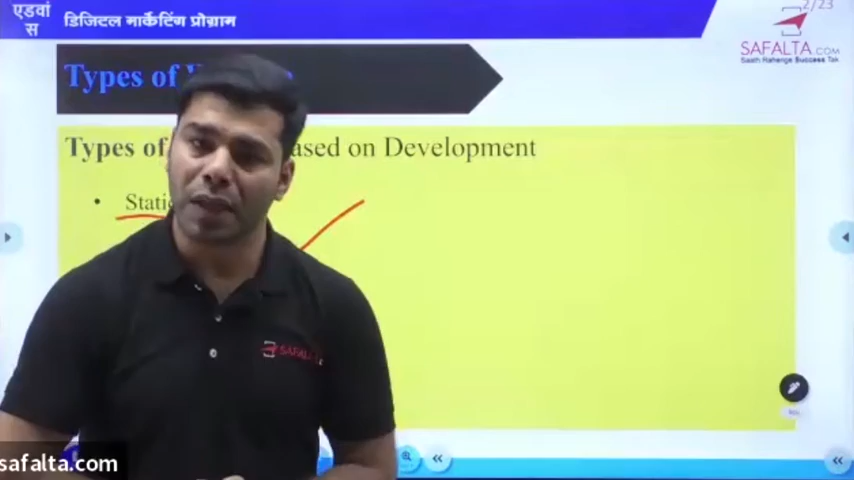 एडवांस
डिजिटल मार्केटिंग प्रोग्राम
2/23
SAFALTA.COM
Saath Rahenge Success Tak
Types of
Types of ased on Development
• Static
SAFALTA
safalta.com